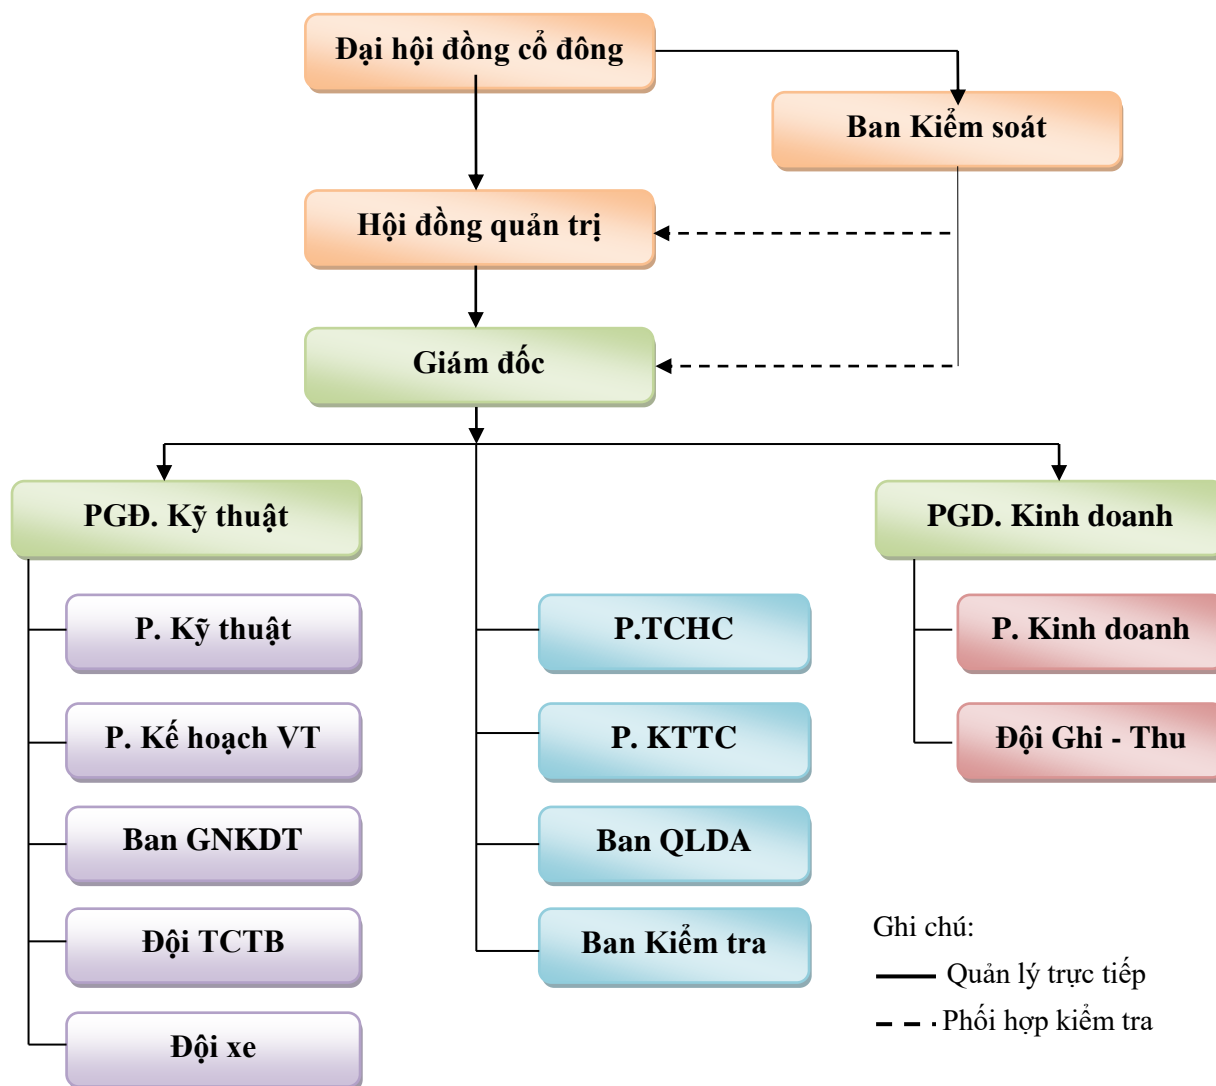 Đại hội đồng cổ đông
Ban Kiểm soát
Hội đồng quản trị
Giám đốc
PGĐ. Kỹ thuật
PGD. Kinh doanh
P. Kỹ thuật
P.TCHC
P. Kinh doanh
P. Kế hoạch VT
P. KTTC
Đội Ghi - Thu
Ban GNKDT
Ban QLDA
Đội TCTB
Ban Kiểm tra
Đội xe
Ghi chú:
Quản lý trực tiếp
Phối hợp kiểm tra